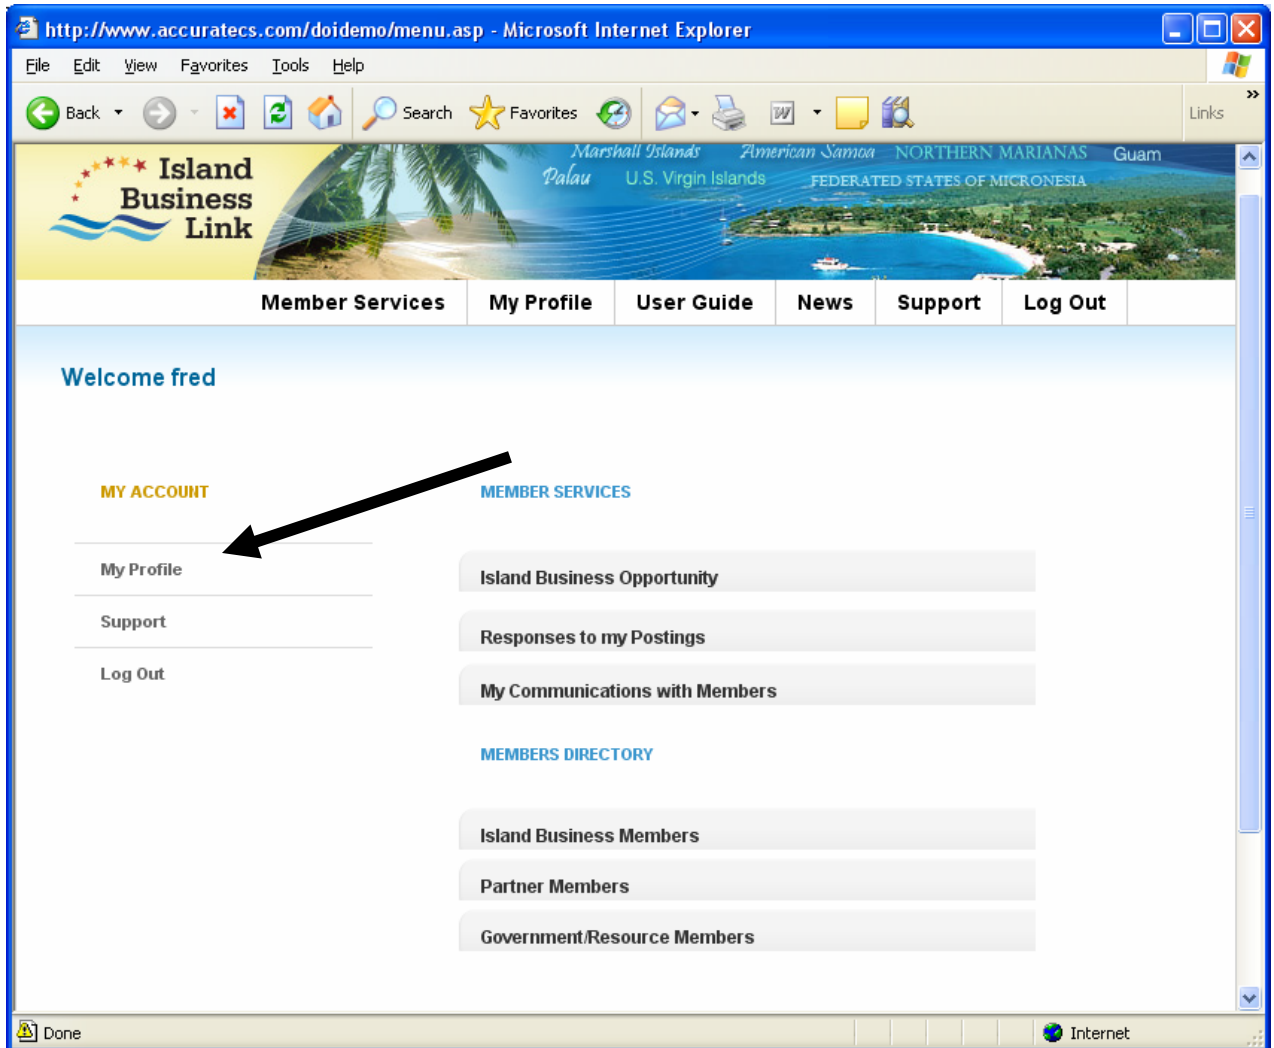 http://www.accuratecs.com/doidemo/menu.asp - Microsoft Internet Explorer
File Edit View Favorites Tools Help
Back Search Favorites Links
Island
Business
Link
Marshall Islands American Samoa NORTHERN MARIANAS Guam
Palau U.S. Virgin Islands FEDERATED STATES OF MICRONESIA
Member Services My Profile User Guide News Support Log Out
Welcome fred
MY ACCOUNT
My Profile
Support
Log Out
MEMBER SERVICES
Island Business Opportunity
Responses to my Postings
My Communications with Members
MEMBERS DIRECTORY
Island Business Members
Partner Members
Government/Resource Members
Done Internet